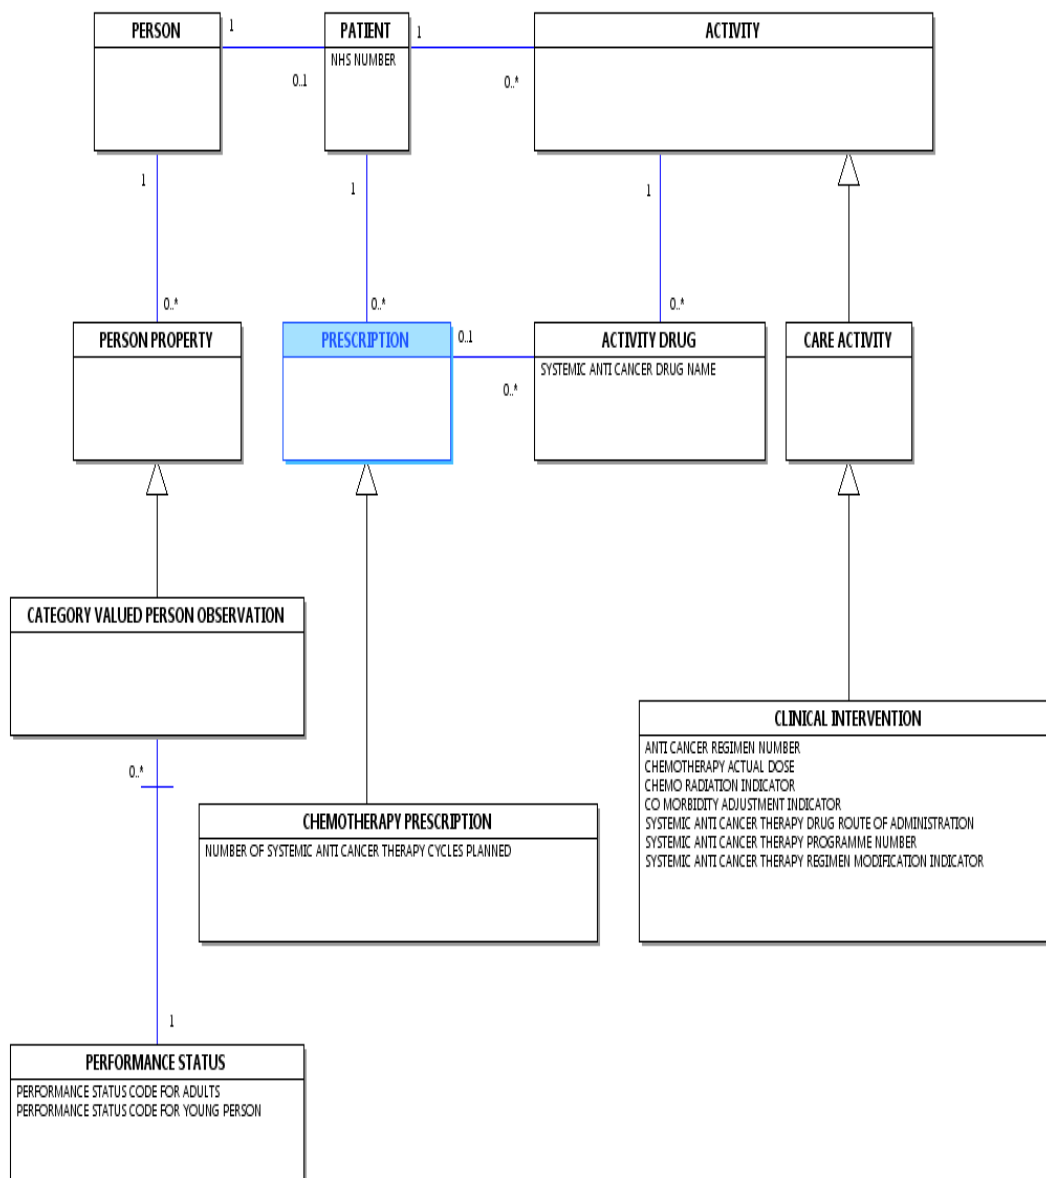 PERSON
1
0..1
PATIENT
NHS NUMBER
1
0..*
ACTIVITY
1
0..*
1
0..*
1
0..*
PERSON PROPERTY
PRESCRIPTION
0..1
0..*
ACTIVITY DRUG
SYSTEMIC ANTI CANCER DRUG NAME
CARE ACTIVITY
CATEGORY VALUED PERSON OBSERVATION
0..*
1
CHEMOTHERAPY PRESCRIPTION
NUMBER OF SYSTEMIC ANTI CANCER THERAPY CYCLES PLANNED
CLINICAL INTERVENTION
ANTI CANCER REGIMEN NUMBER
CHEMOTHERAPY ACTUAL DOSE
CHEMO RADIATION INDICATOR
CO MORBIDITY ADJUSTMENT INDICATOR
SYSTEMIC ANTI CANCER THERAPY DRUG ROUTE OF ADMINISTRATION
SYSTEMIC ANTI CANCER THERAPY PROGRAMME NUMBER
SYSTEMIC ANTI CANCER THERAPY REGIMEN MODIFICATION INDICATOR
PERFORMANCE STATUS
PERFORMANCE STATUS CODE FOR ADULTS
PERFORMANCE STATUS CODE FOR YOUNG PERSON